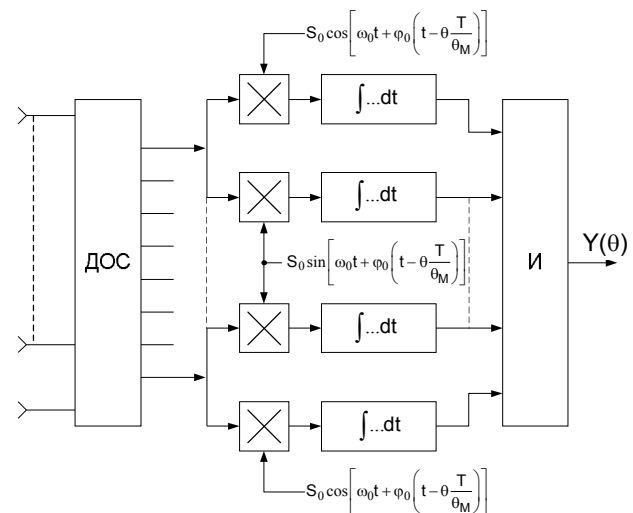 S₀cos[ω₀t+φ₀(t−θT/θ_M)]
∫...dt
∫...dt
ДОС
S₀sin[ω₀t+φ₀(t−θT/θ_M)]
И
Y(θ)
∫...dt
∫...dt
S₀cos[ω₀t+φ₀(t−θT/θ_M)]